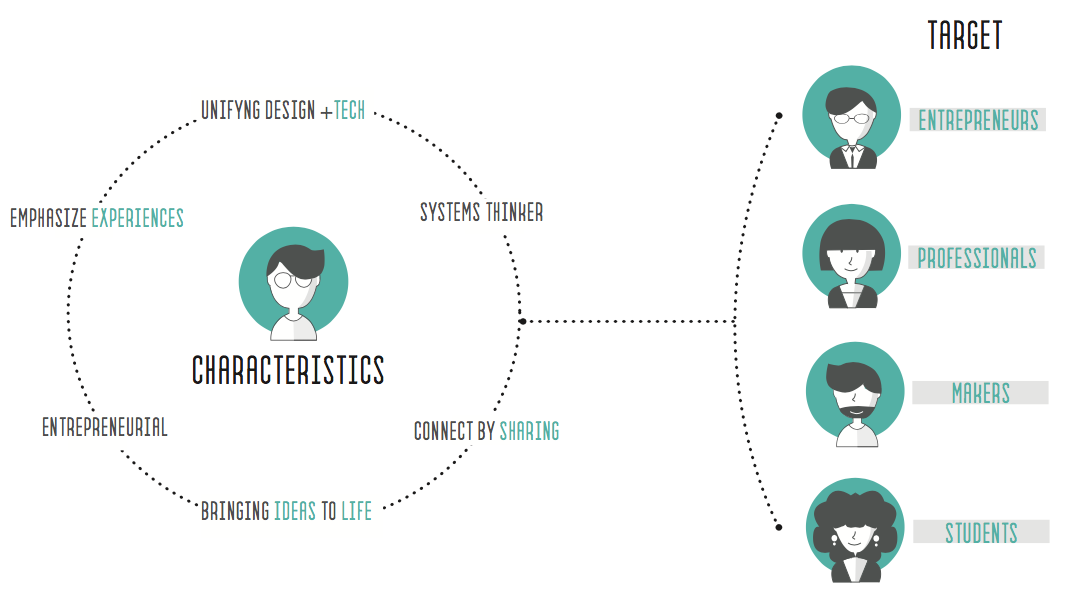 TARGET
UNIFYNG DESIGN +TECH
EMPHASIZE EXPERIENCES
SYSTEMS THINKER
CHARACTERISTICS
ENTREPRENEURIAL
CONNECT BY SHARING
BRINGING IDEAS TO LIFE
ENTREPRENEURS
PROFESSIONALS
MAKERS
STUDENTS